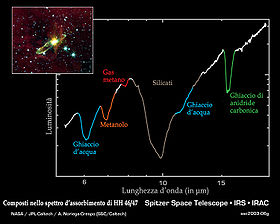 Gas
metano
Silicati
Ghiaccio
di anidride
carbonica
Ghiaccio
d'acqua
Metanolo
Ghiaccio
d'acqua
Luminosità
6
8
10
15
Lunghezza d'onda (in µm)
Composti nello spettro d'assorbimento di HH 46/47
Spitzer Space Telescope • IRS • IRAC
NASA / JPL-Caltech / A. Noriega-Crespo (SSC/Caltech)